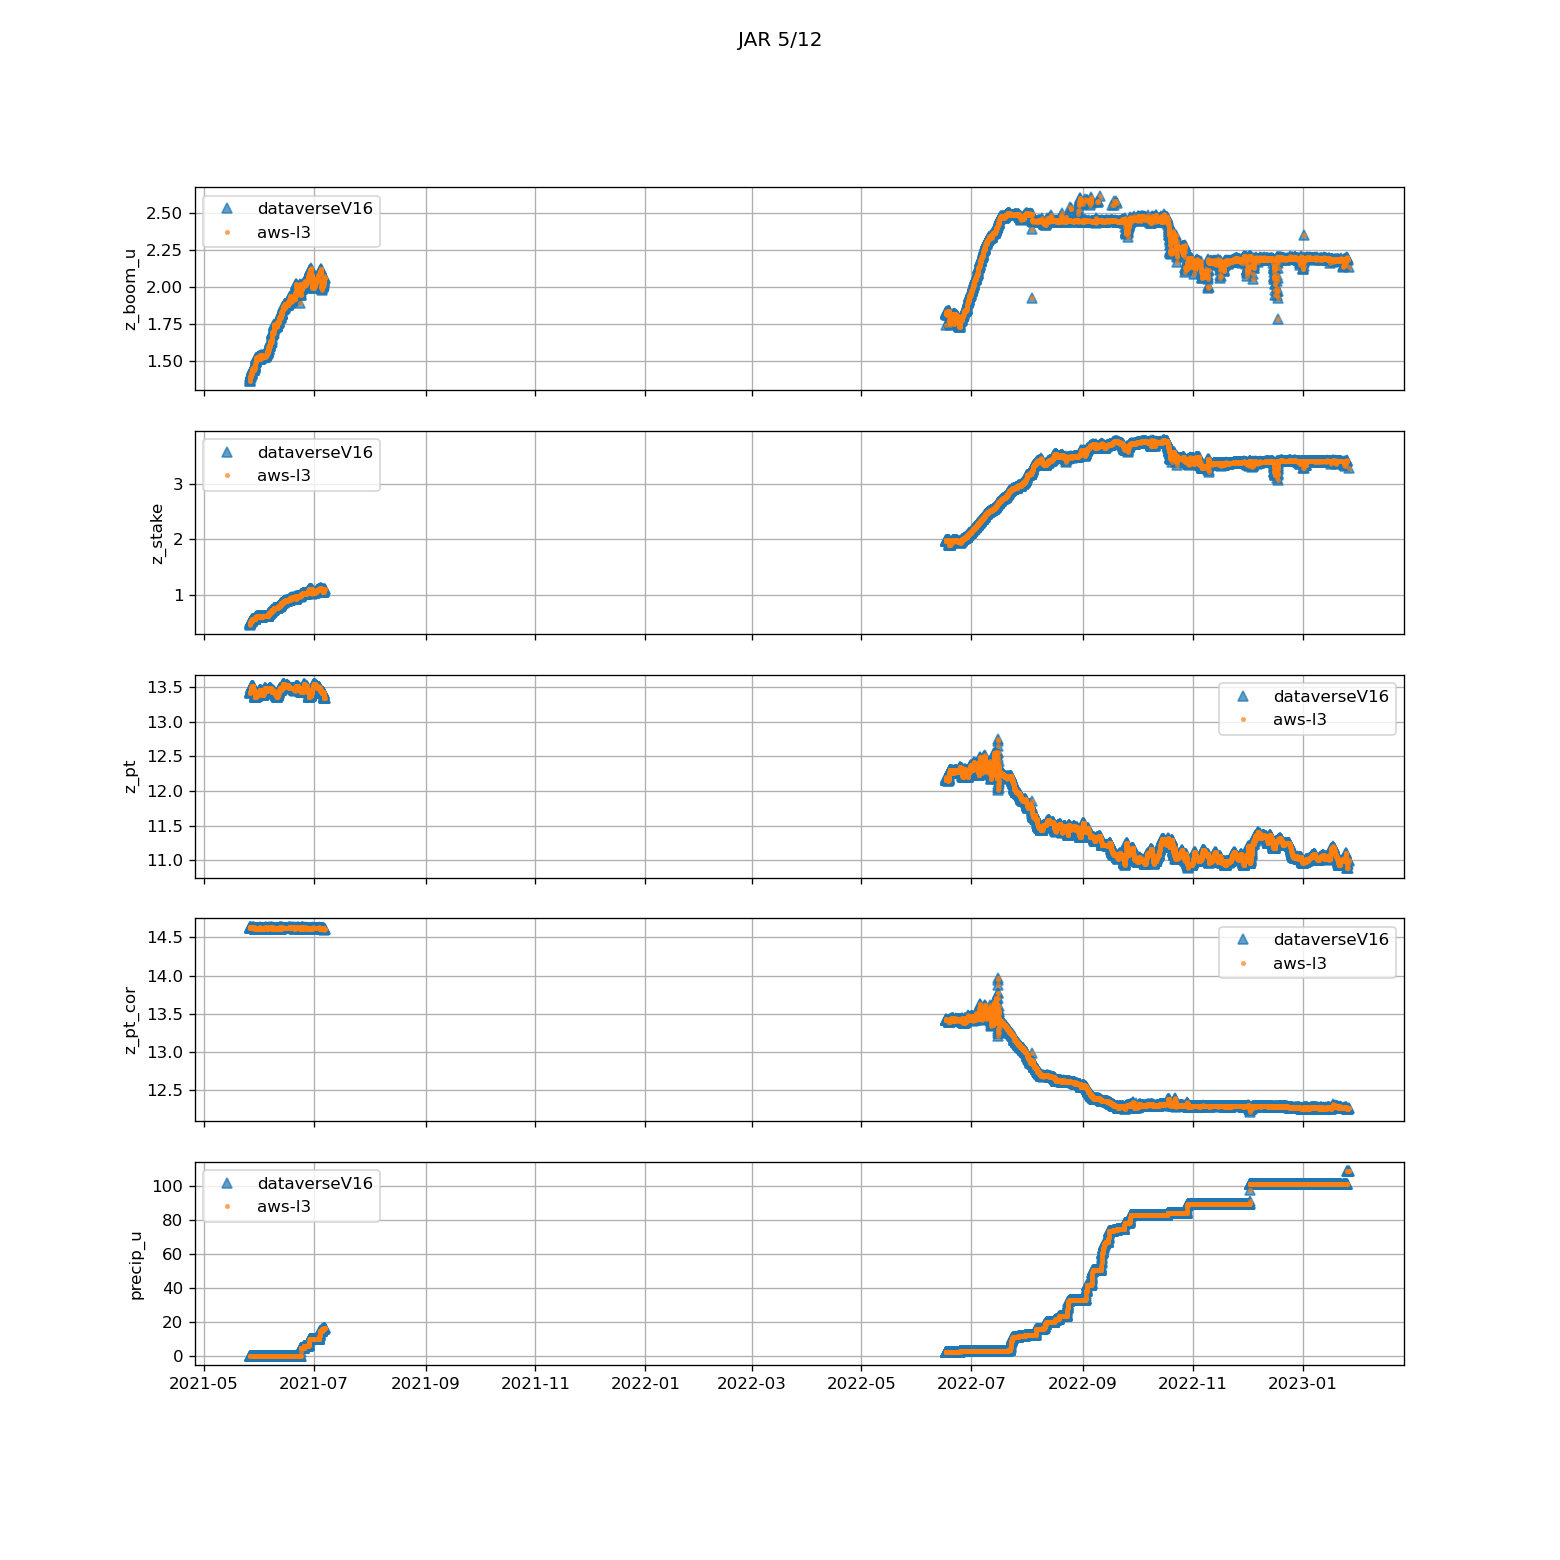 JAR 5/12
z_boom_u
2.50
2.25
2.00
1.75
1.50
dataverseV16
aws-l3
z_stake
3
2
1
dataverseV16
aws-l3
z_pt
13.5
13.0
12.5
12.0
11.5
11.0
dataverseV16
aws-l3
z_pt_cor
14.5
14.0
13.5
13.0
12.5
dataverseV16
aws-l3
precip_u
100
80
60
40
20
0
dataverseV16
aws-l3
2021-05 2021-07 2021-09 2021-11 2022-01 2022-03 2022-05 2022-07 2022-09 2022-11 2023-01